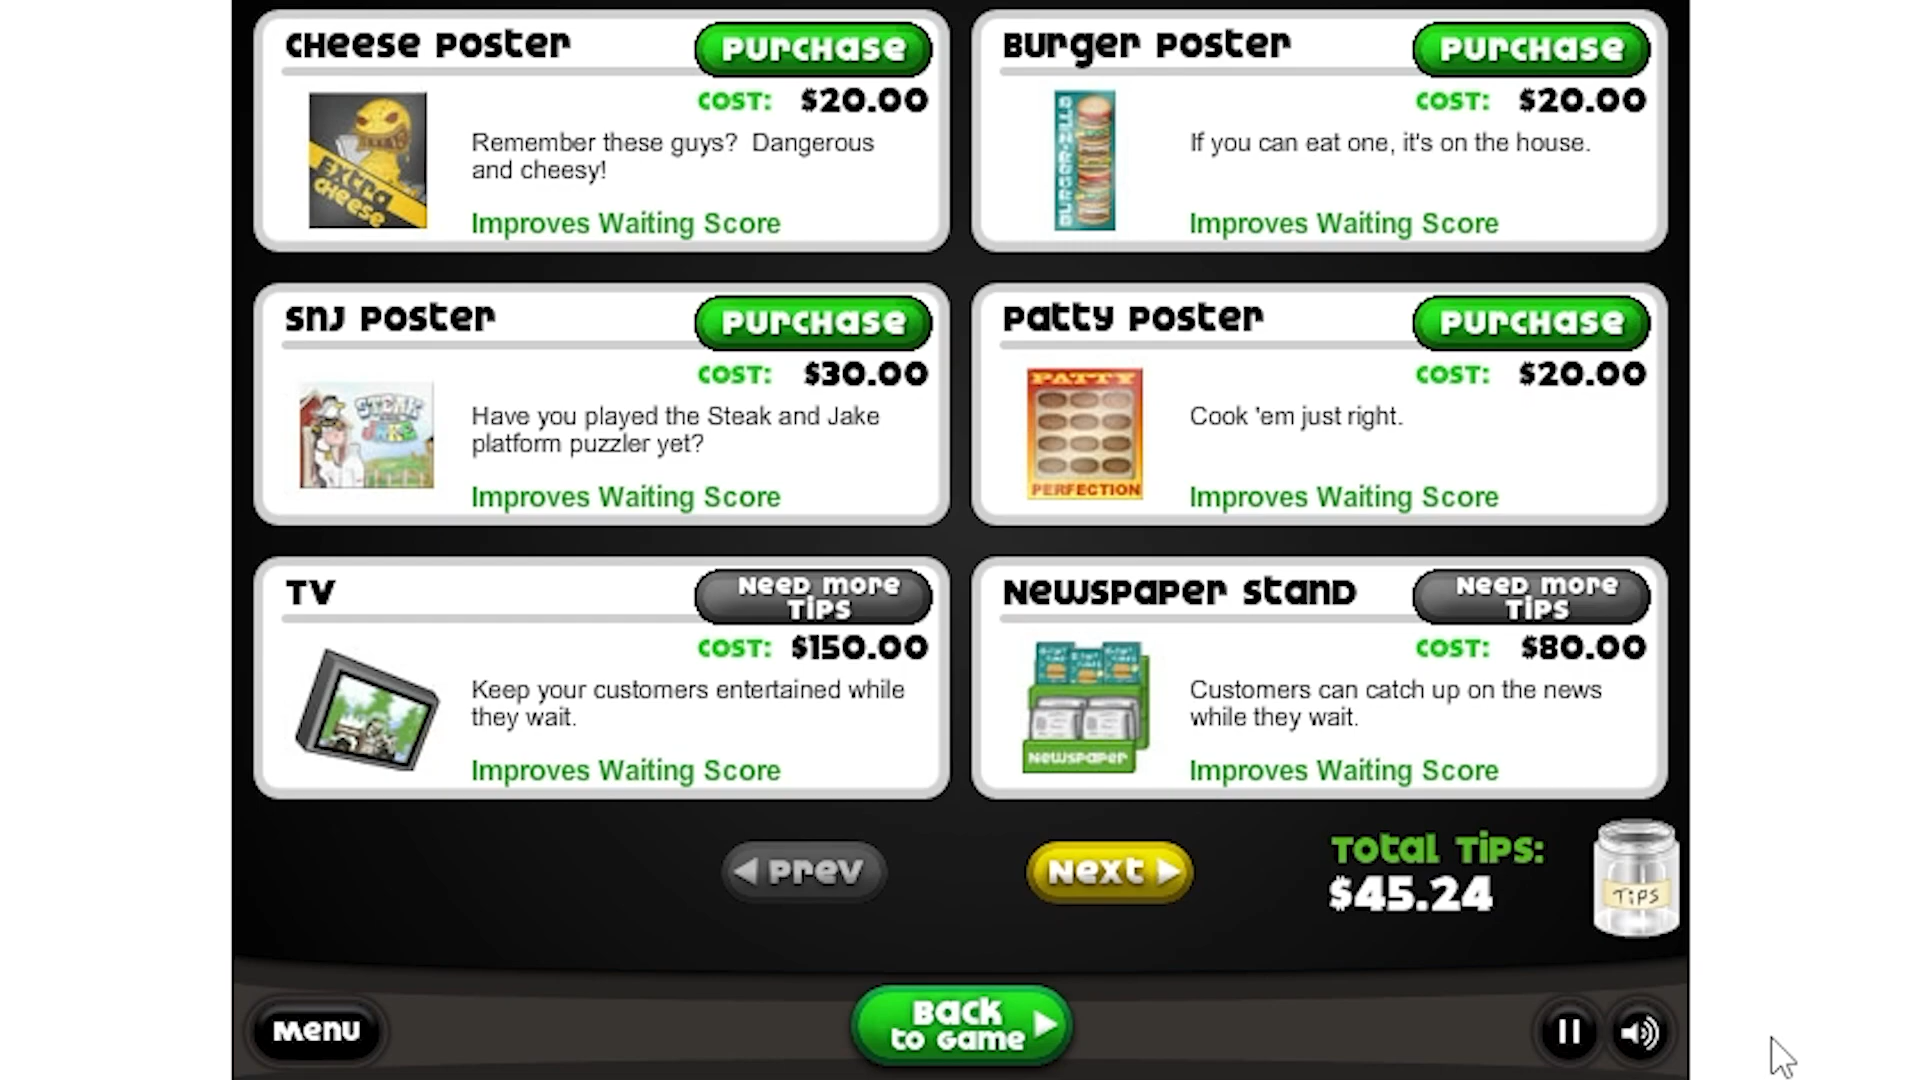 Cheese Poster
Purchase
Cost: $20.00
Remember these guys?  Dangerous
and cheesy!
Improves Waiting Score
Extra
Cheese
Burger Poster
Purchase
Cost: $20.00
If you can eat one, it's on the house.
Improves Waiting Score
BURGERZILLA
SNJ Poster
Purchase
Cost: $30.00
Have you played the Steak and Jake
platform puzzler yet?
Improves Waiting Score
STEAK
JAKE
Patty Poster
Purchase
Cost: $20.00
Cook 'em just right.
Improves Waiting Score
PATTY
PERFECTION
TV
Need More
Tips
Cost: $150.00
Keep your customers entertained while
they wait.
Improves Waiting Score
Newspaper Stand
Need More
Tips
Cost: $80.00
Customers can catch up on the news
while they wait.
Improves Waiting Score
Newspaper
Prev
Next
Total Tips:
$45.24
Tips
Menu
Back
to Game